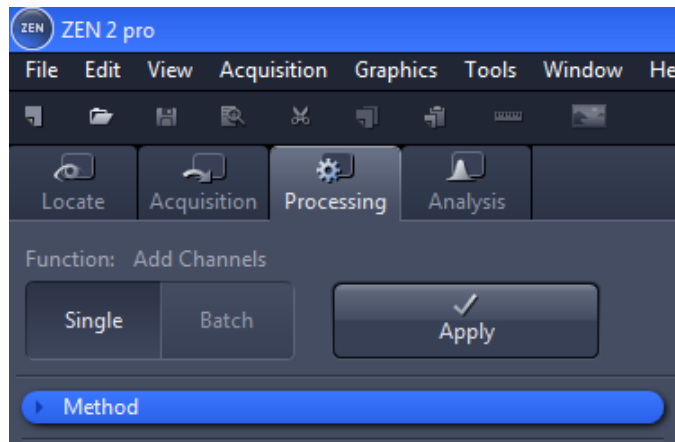 ZEN ZEN 2 pro
File Edit View Acquisition Graphics Tools Window He
Locate Acquisition Processing Analysis
Function: Add Channels
Single Batch Apply
Method